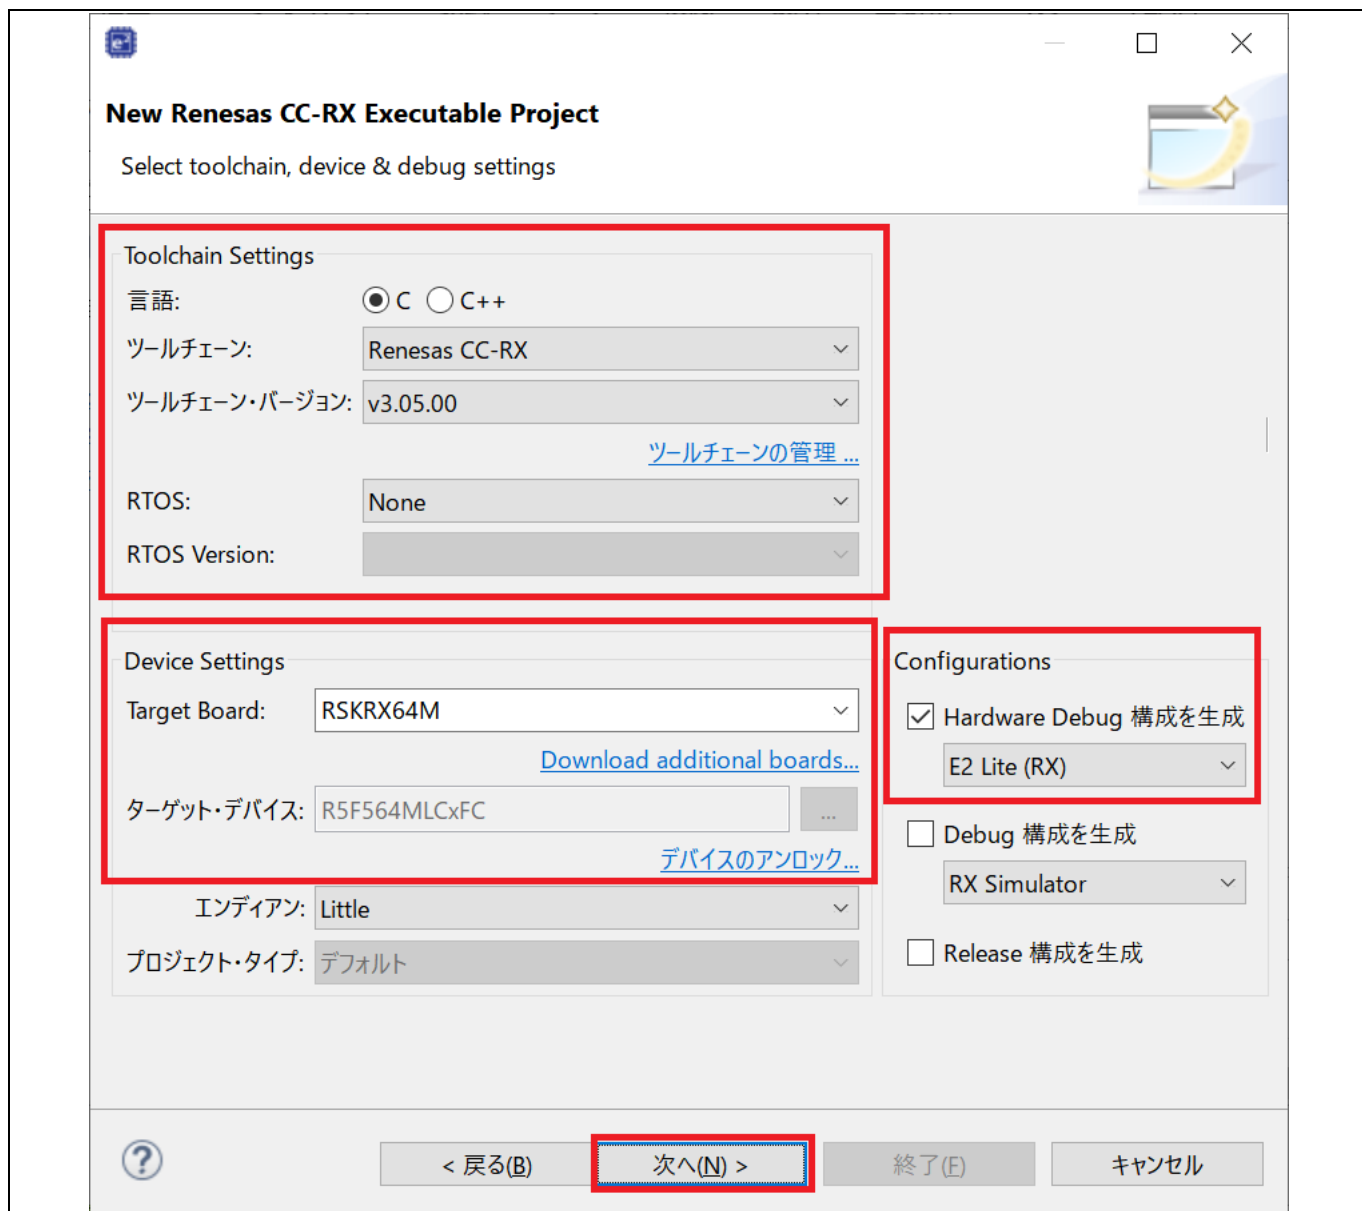 New Renesas CC-RX Executable Project
Select toolchain, device & debug settings
Toolchain Settings
言語: C C++
ツールチェーン: Renesas CC-RX
ツールチェーン・バージョン: v3.05.00
ツールチェーンの管理 ...
RTOS: None
RTOS Version:
Device Settings
Target Board: RSKRX64M
Download additional boards...
ターゲット・デバイス: R5F564MLCxFC ...
デバイスのアンロック...
エンディアン: Little
プロジェクト・タイプ: デフォルト
Configurations
Hardware Debug 構成を生成
E2 Lite (RX)
Debug 構成を生成
RX Simulator
Release 構成を生成
< 戻る(B) 次へ(N) > 終了(F) キャンセル